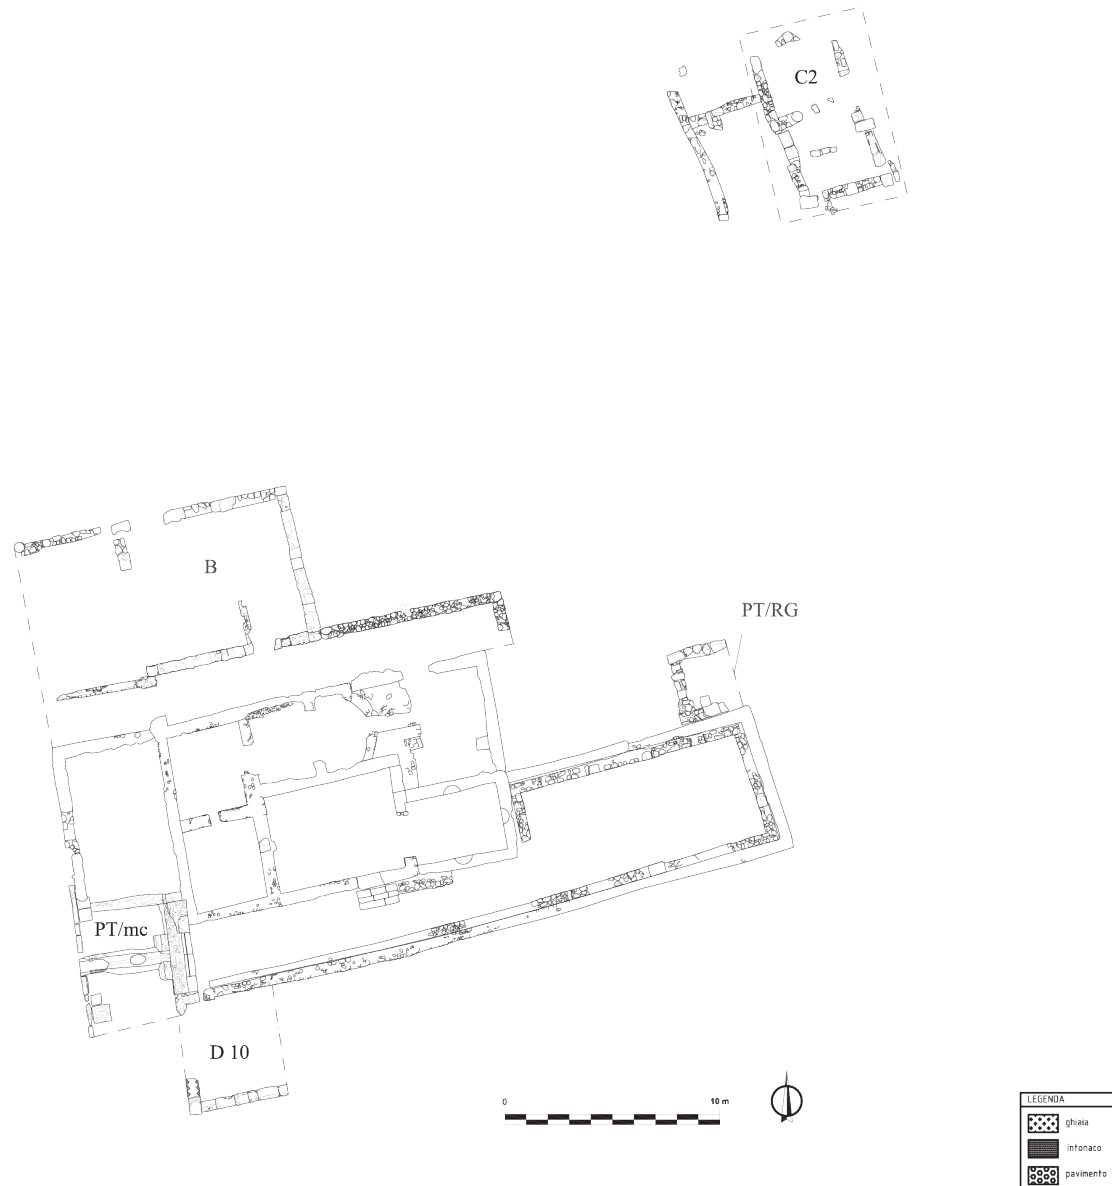 C2
B
PT/RG
PT/mc
D 10
0 10 m
LEGENDA
ghiaia
intonaco
pavimento